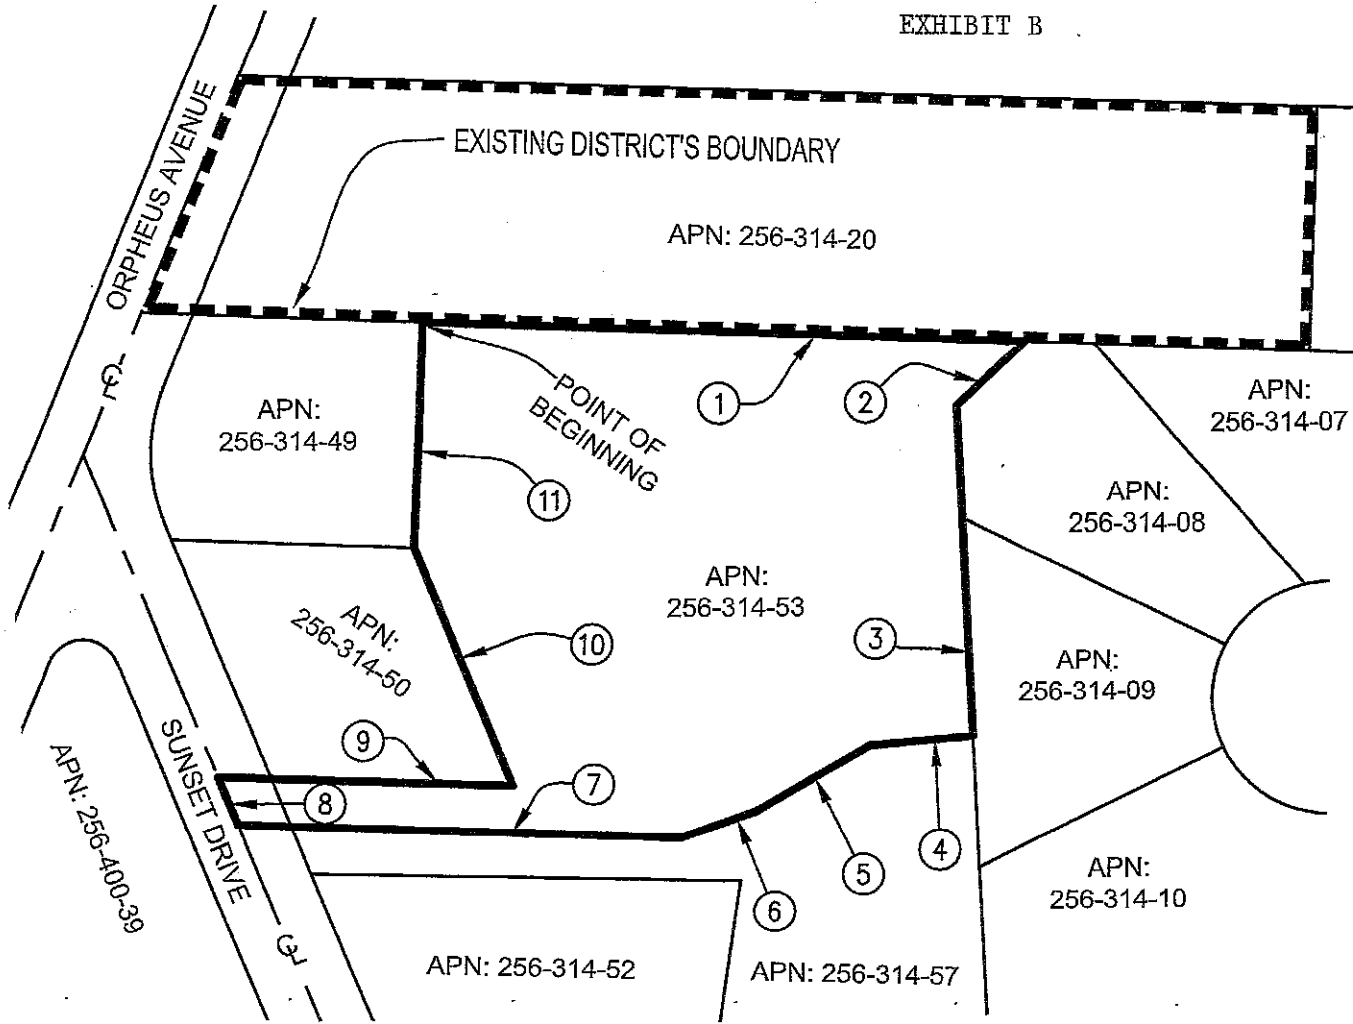 EXHIBIT B
ORPHEUS AVENUE
EXISTING DISTRICT'S BOUNDARY
APN: 256-314-20
CL
POINT OF
BEGINNING
1
2
APN:
256-314-07
APN:
256-314-49
11
APN:
256-314-08
APN:
256-314-53
APN:
256-314-50
10
3
APN:
256-314-09
9
7
8
SUNSET DRIVE
APN: 256-400-39
4
5
6
APN:
256-314-10
CL
APN: 256-314-52
APN: 256-314-57